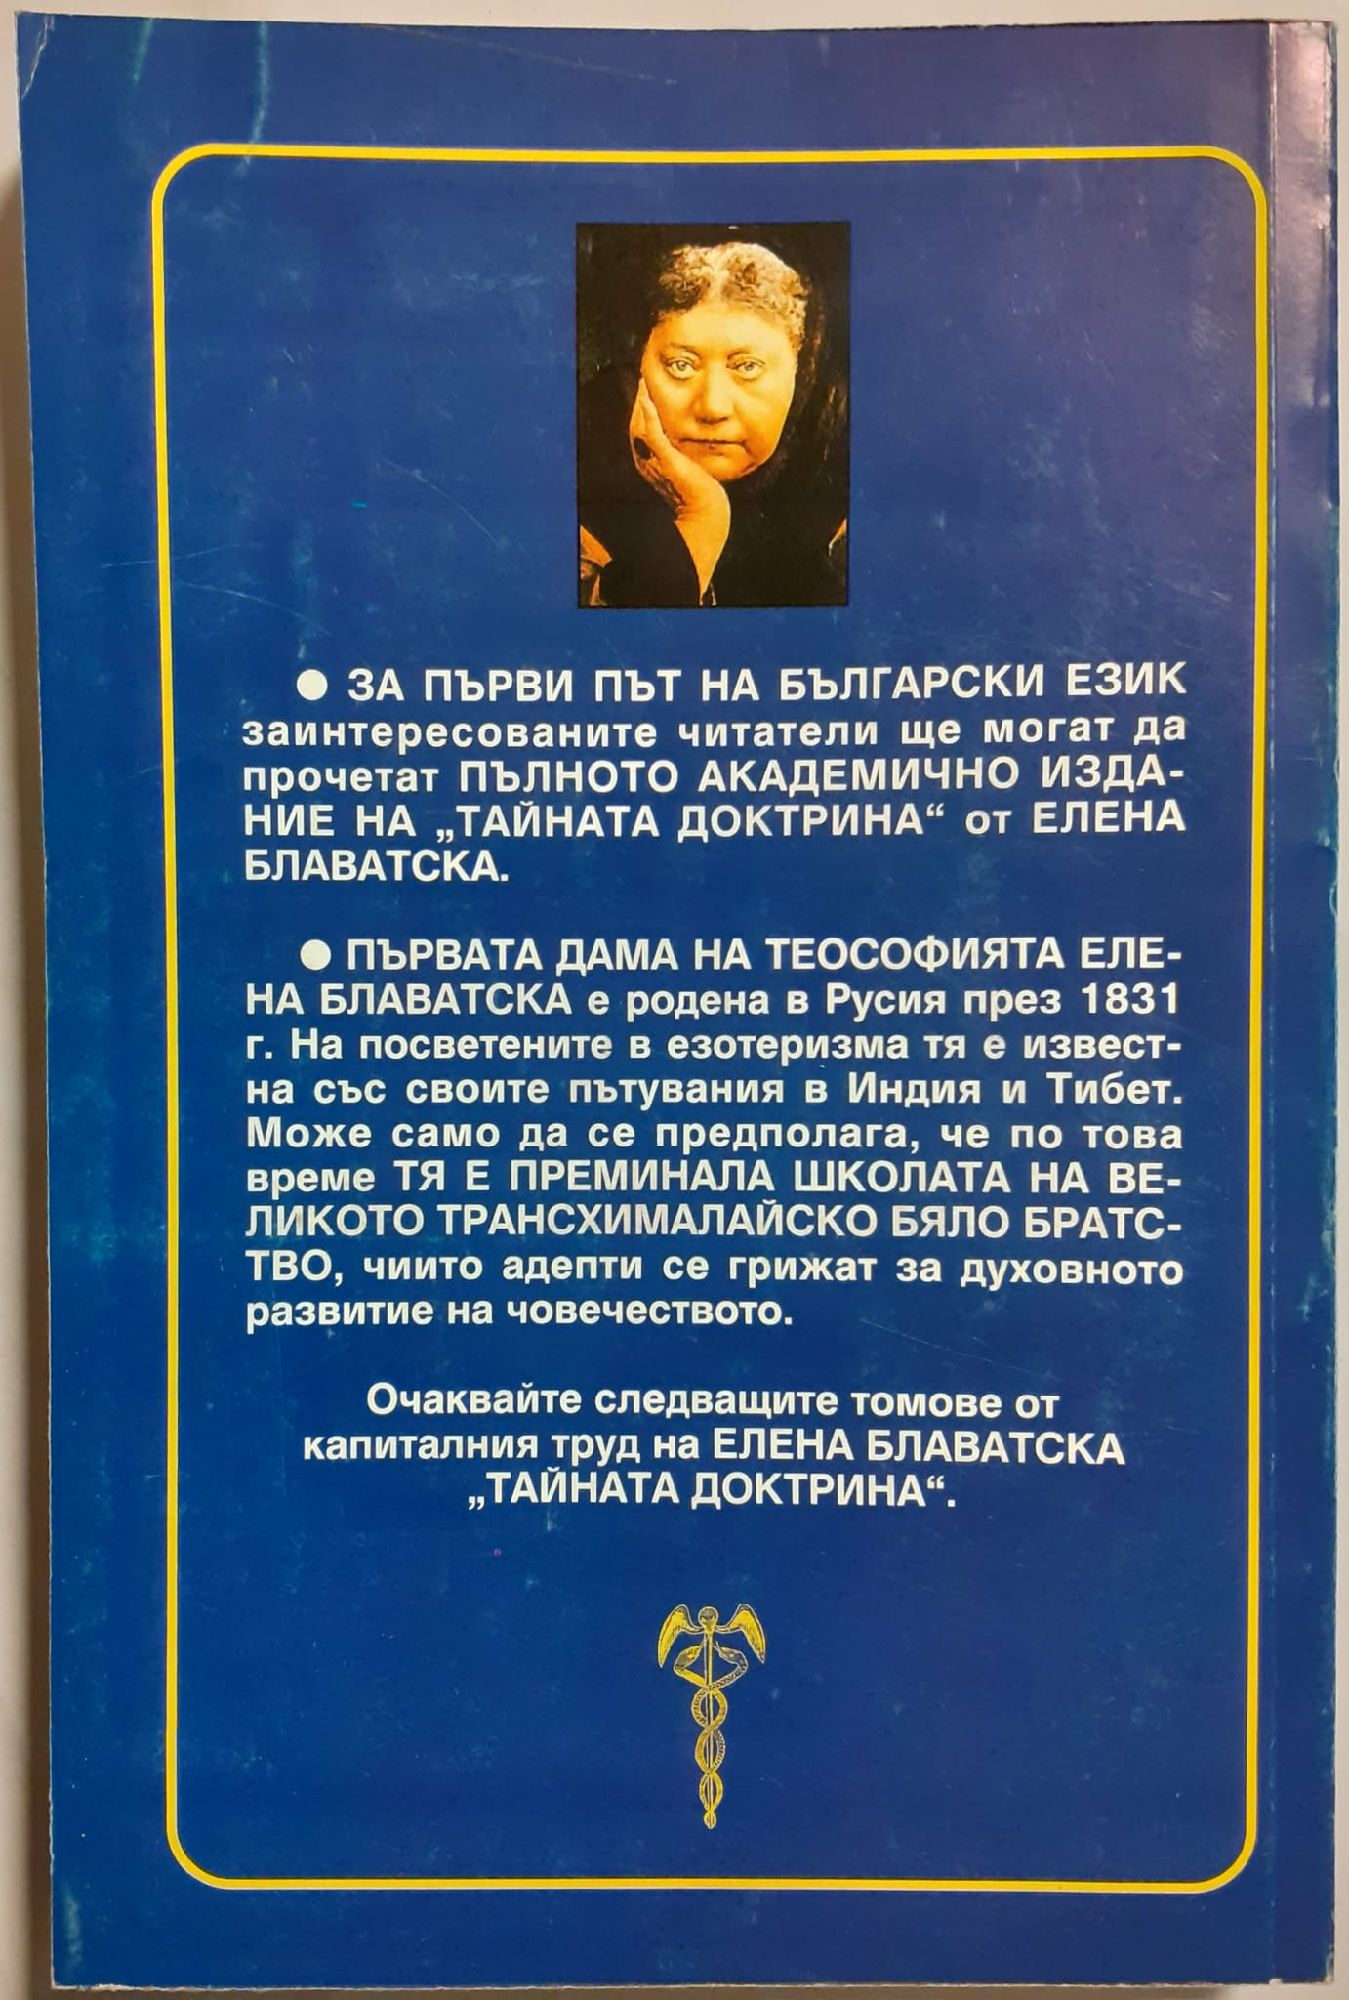 ● ЗА ПЪРВИ ПЪТ НА БЪЛГАРСКИ ЕЗИК
заинтересованите читатели ще могат да
прочетат ПЪЛНОТО АКАДЕМИЧНО ИЗДА-
НИЕ НА „ТАЙНАТА ДОКТРИНА“ от ЕЛЕНА
БЛАВАТСКА.
● ПЪРВАТА ДАМА НА ТЕОСОФИЯТА ЕЛЕ-
НА БЛАВАТСКА е родена в Русия през 1831
г. На посветените в езотеризма тя е извест-
на със своите пътувания в Индия и Тибет.
Може само да се предполага, че по това
време ТЯ Е ПРЕМИНАЛА ШКОЛАТА НА ВЕ-
ЛИКОТО ТРАНСХИМАЛАЙСКО БЯЛО БРАТС-
ТВО, чиито адепти се грижат за духовното
развитие на човечеството.
Очаквайте следващите томове от
капиталния труд на ЕЛЕНА БЛАВАТСКА
„ТАЙНАТА ДОКТРИНА“.